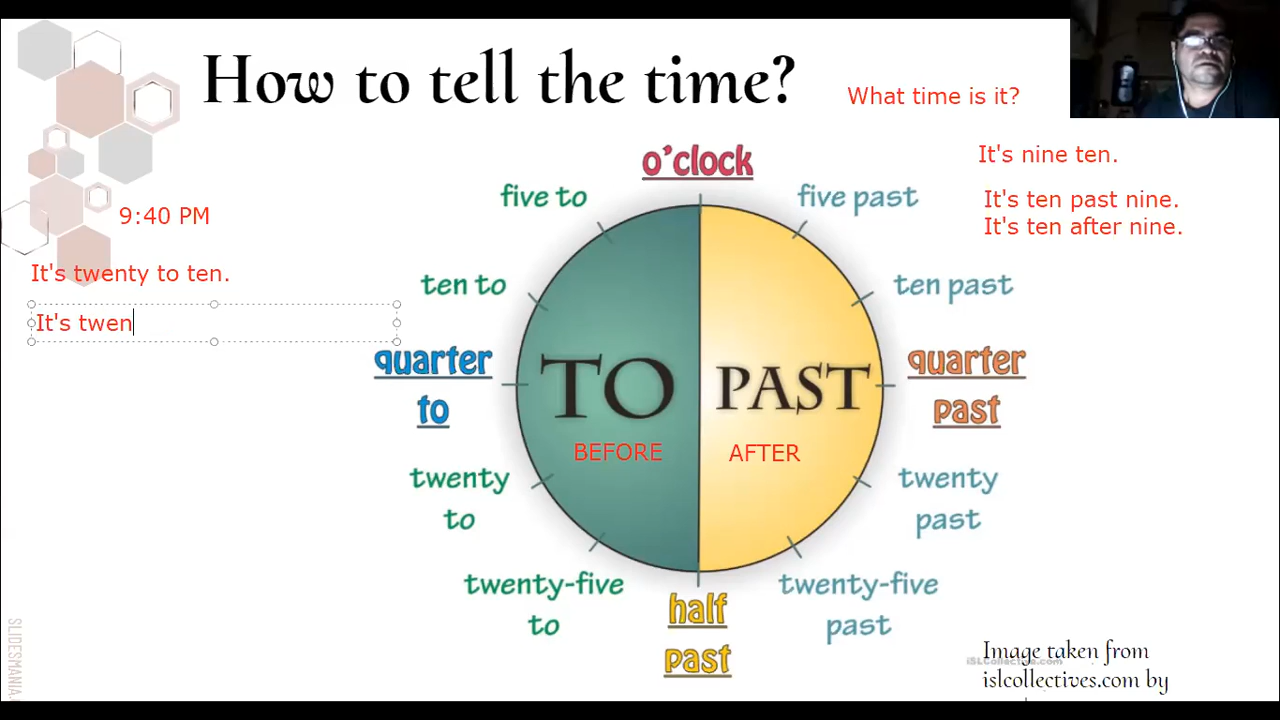 How to tell the time?
What time is it?
It's nine ten.
It's ten past nine.
It's ten after nine.
9:40 PM
It's twenty to ten.
It's twen
o'clock
five past
ten past
quarter
past
twenty
past
twenty-five
past
half
past
twenty-five
to
twenty
to
quarter
to
ten to
five to
TO
PAST
BEFORE
AFTER
Image taken from
iSLCollective.com
islcollectives.com by
SLIDESMANIA.